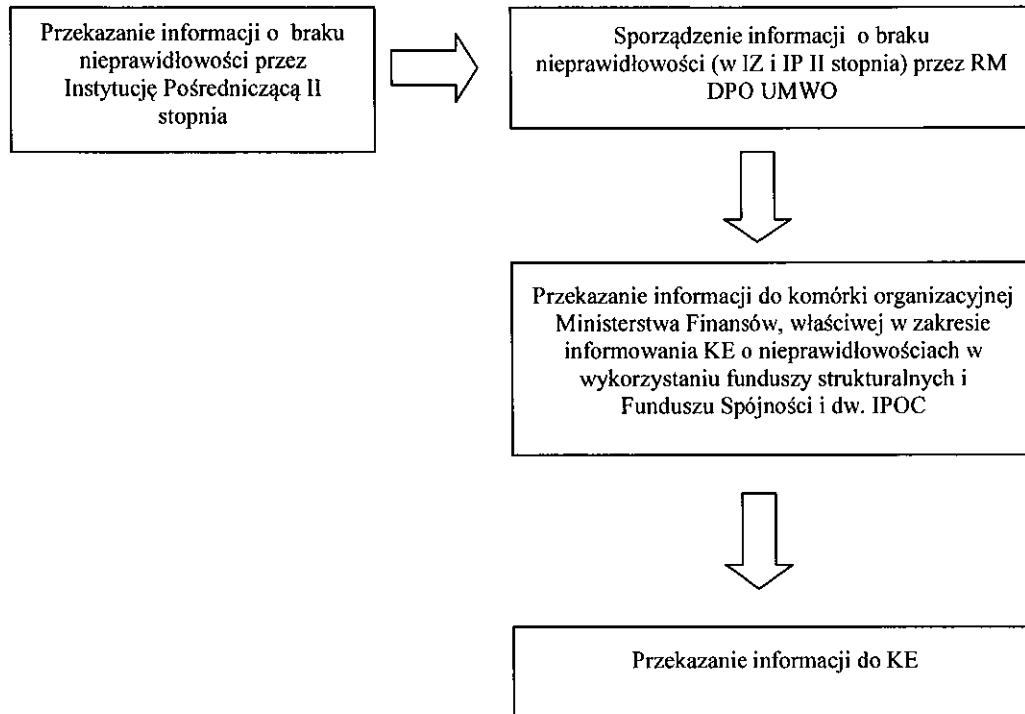 Przekazanie informacji o braku
nieprawidłowości przez
Instytucję Pośredniczącą II
stopnia
Sporządzenie informacji o braku
nieprawidłowości (w IZ i IP II stopnia) przez RM
DPO UMWO
Przekazanie informacji do komórki organizacyjnej
Ministerstwa Finansów, właściwej w zakresie
informowania KE o nieprawidłowościach w
wykorzystaniu funduszy strukturalnych i
Funduszu Spójności i dw. IPOC
Przekazanie informacji do KE